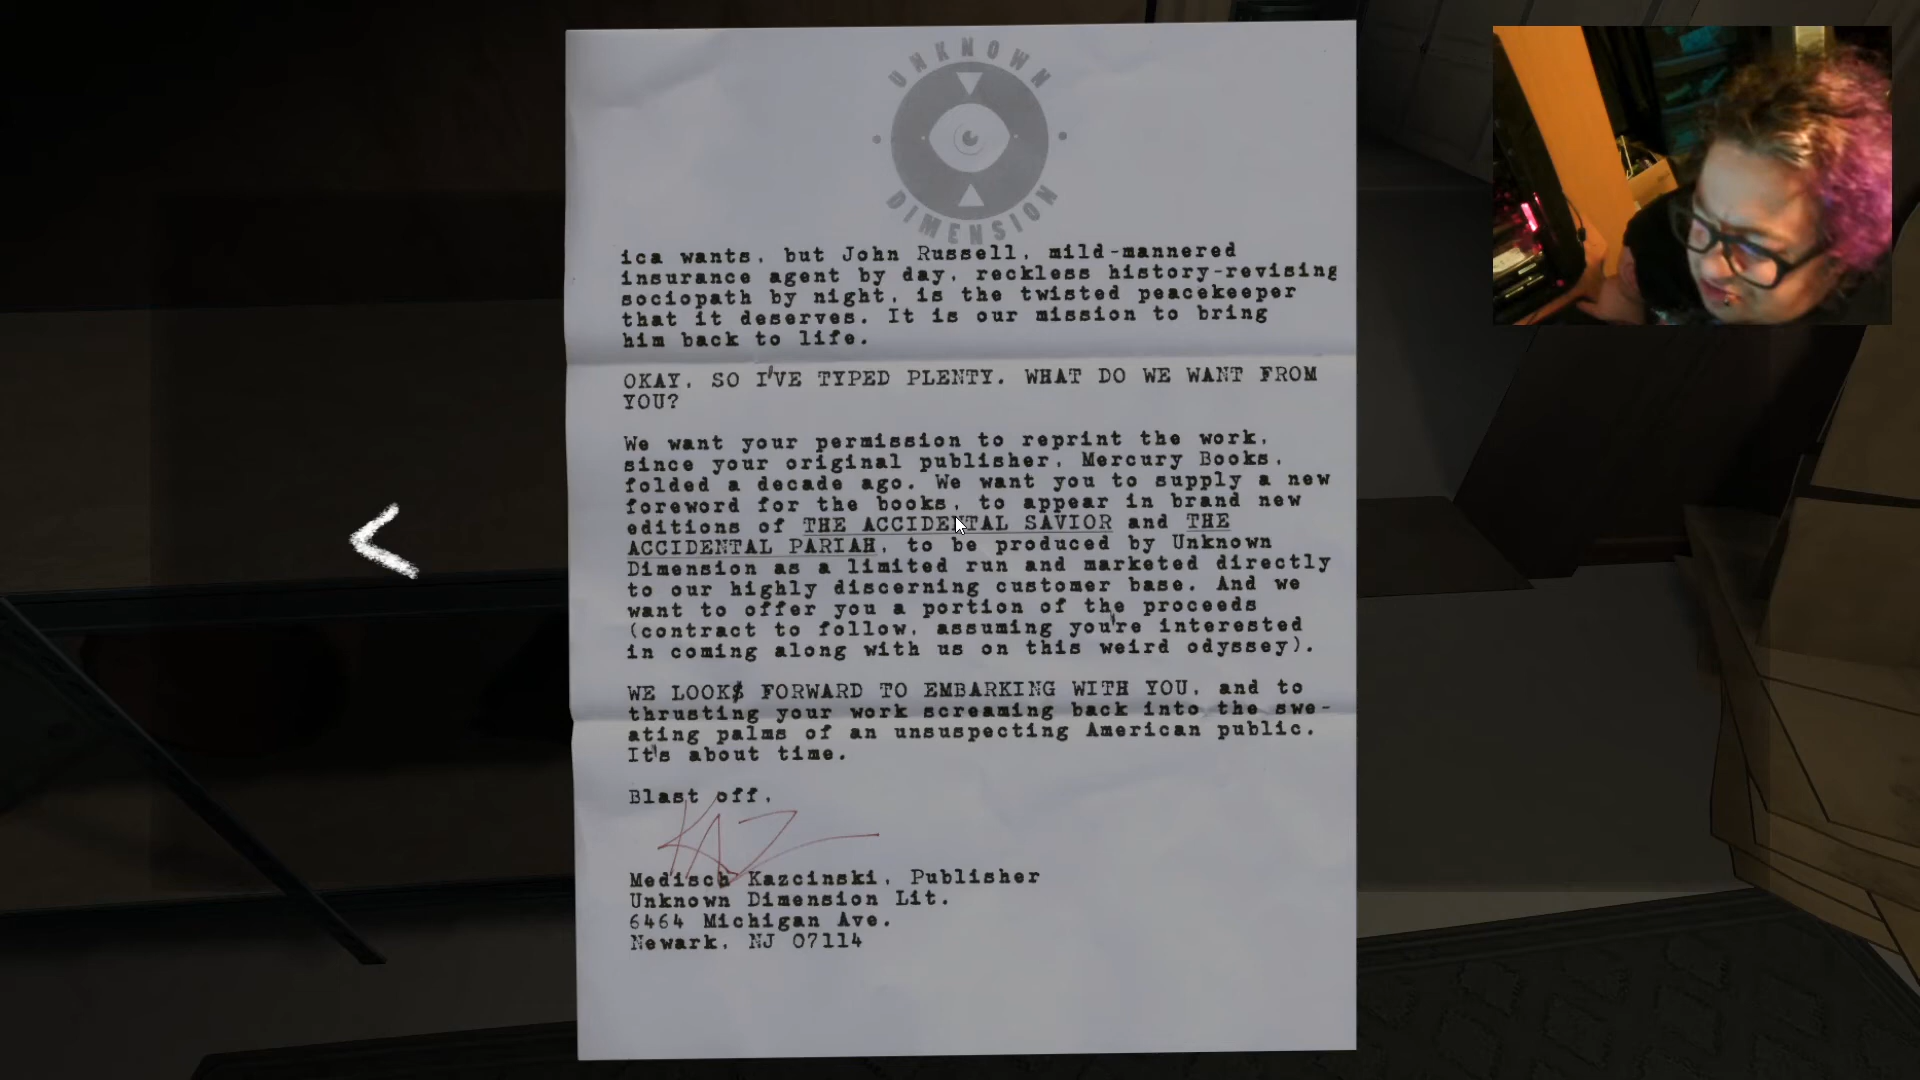 UNKNOWN
DIMENSION
ica wants, but John Russell, mild-mannered
insurance agent by day, reckless history-revising
sociopath by night, is the twisted peacekeeper
that it deserves. It is our mission to bring
him back to life.
OKAY, SO I'VE TYPED PLENTY. WHAT DO WE WANT FROM
YOU?
We want your permission to reprint the work,
since your original publisher, Mercury Books,
folded a decade ago. We want you to supply a new
foreword for the books, to appear in brand new
editions of THE ACCIDENTAL SAVIOR and THE
ACCIDENTAL PARIAH, to be produced by Unknown
Dimension as a limited run and marketed directly
to our highly discerning customer base. And we
want to offer you a portion of the proceeds
(contract to follow, assuming you're interested
in coming along with us on this weird odyssey).
WE LOOK$ FORWARD TO EMBARKING WITH YOU, and to
thrusting your work screaming back into the swe-
ating palms of an unsuspecting American public.
It's about time.
Blast off,
KAZ
Medisch Kazcinski, Publisher
Unknown Dimension Lit.
6464 Michigan Ave.
Newark, NJ 07114